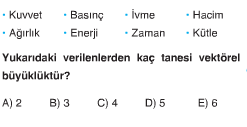 • Kuvvet • Basınç • İvme • Hacim
• Ağırlık • Enerji • Zaman • Kütle
Yukarıdaki verilenlerden kaç tanesi vektörel
büyüklüktür?
A) 2 B) 3 C) 4 D) 5 E) 6